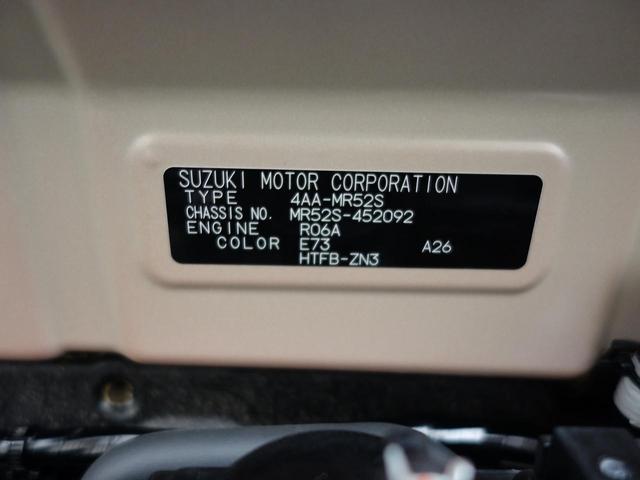 SUZUKI MOTOR CORPORATION
TYPE 4AA-MR52S
CHASSIS NO. MR52S-452092
ENGINE R06A
COLOR E73 A26
HTFB-ZN3